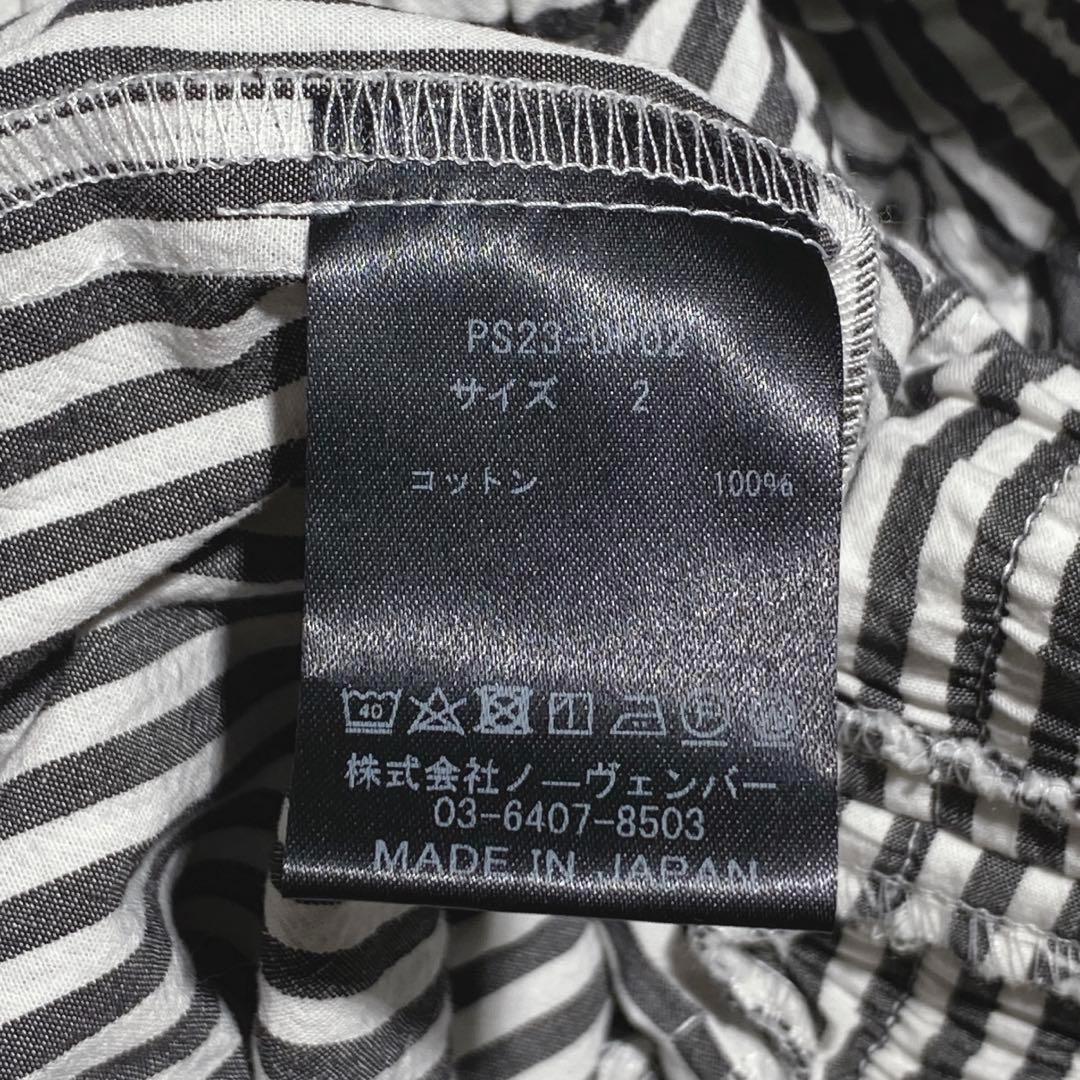 サイズ 2
コットン 100%
40
株式会社ノーヴェンバー
03-6407-8503
MADE IN JAPAN